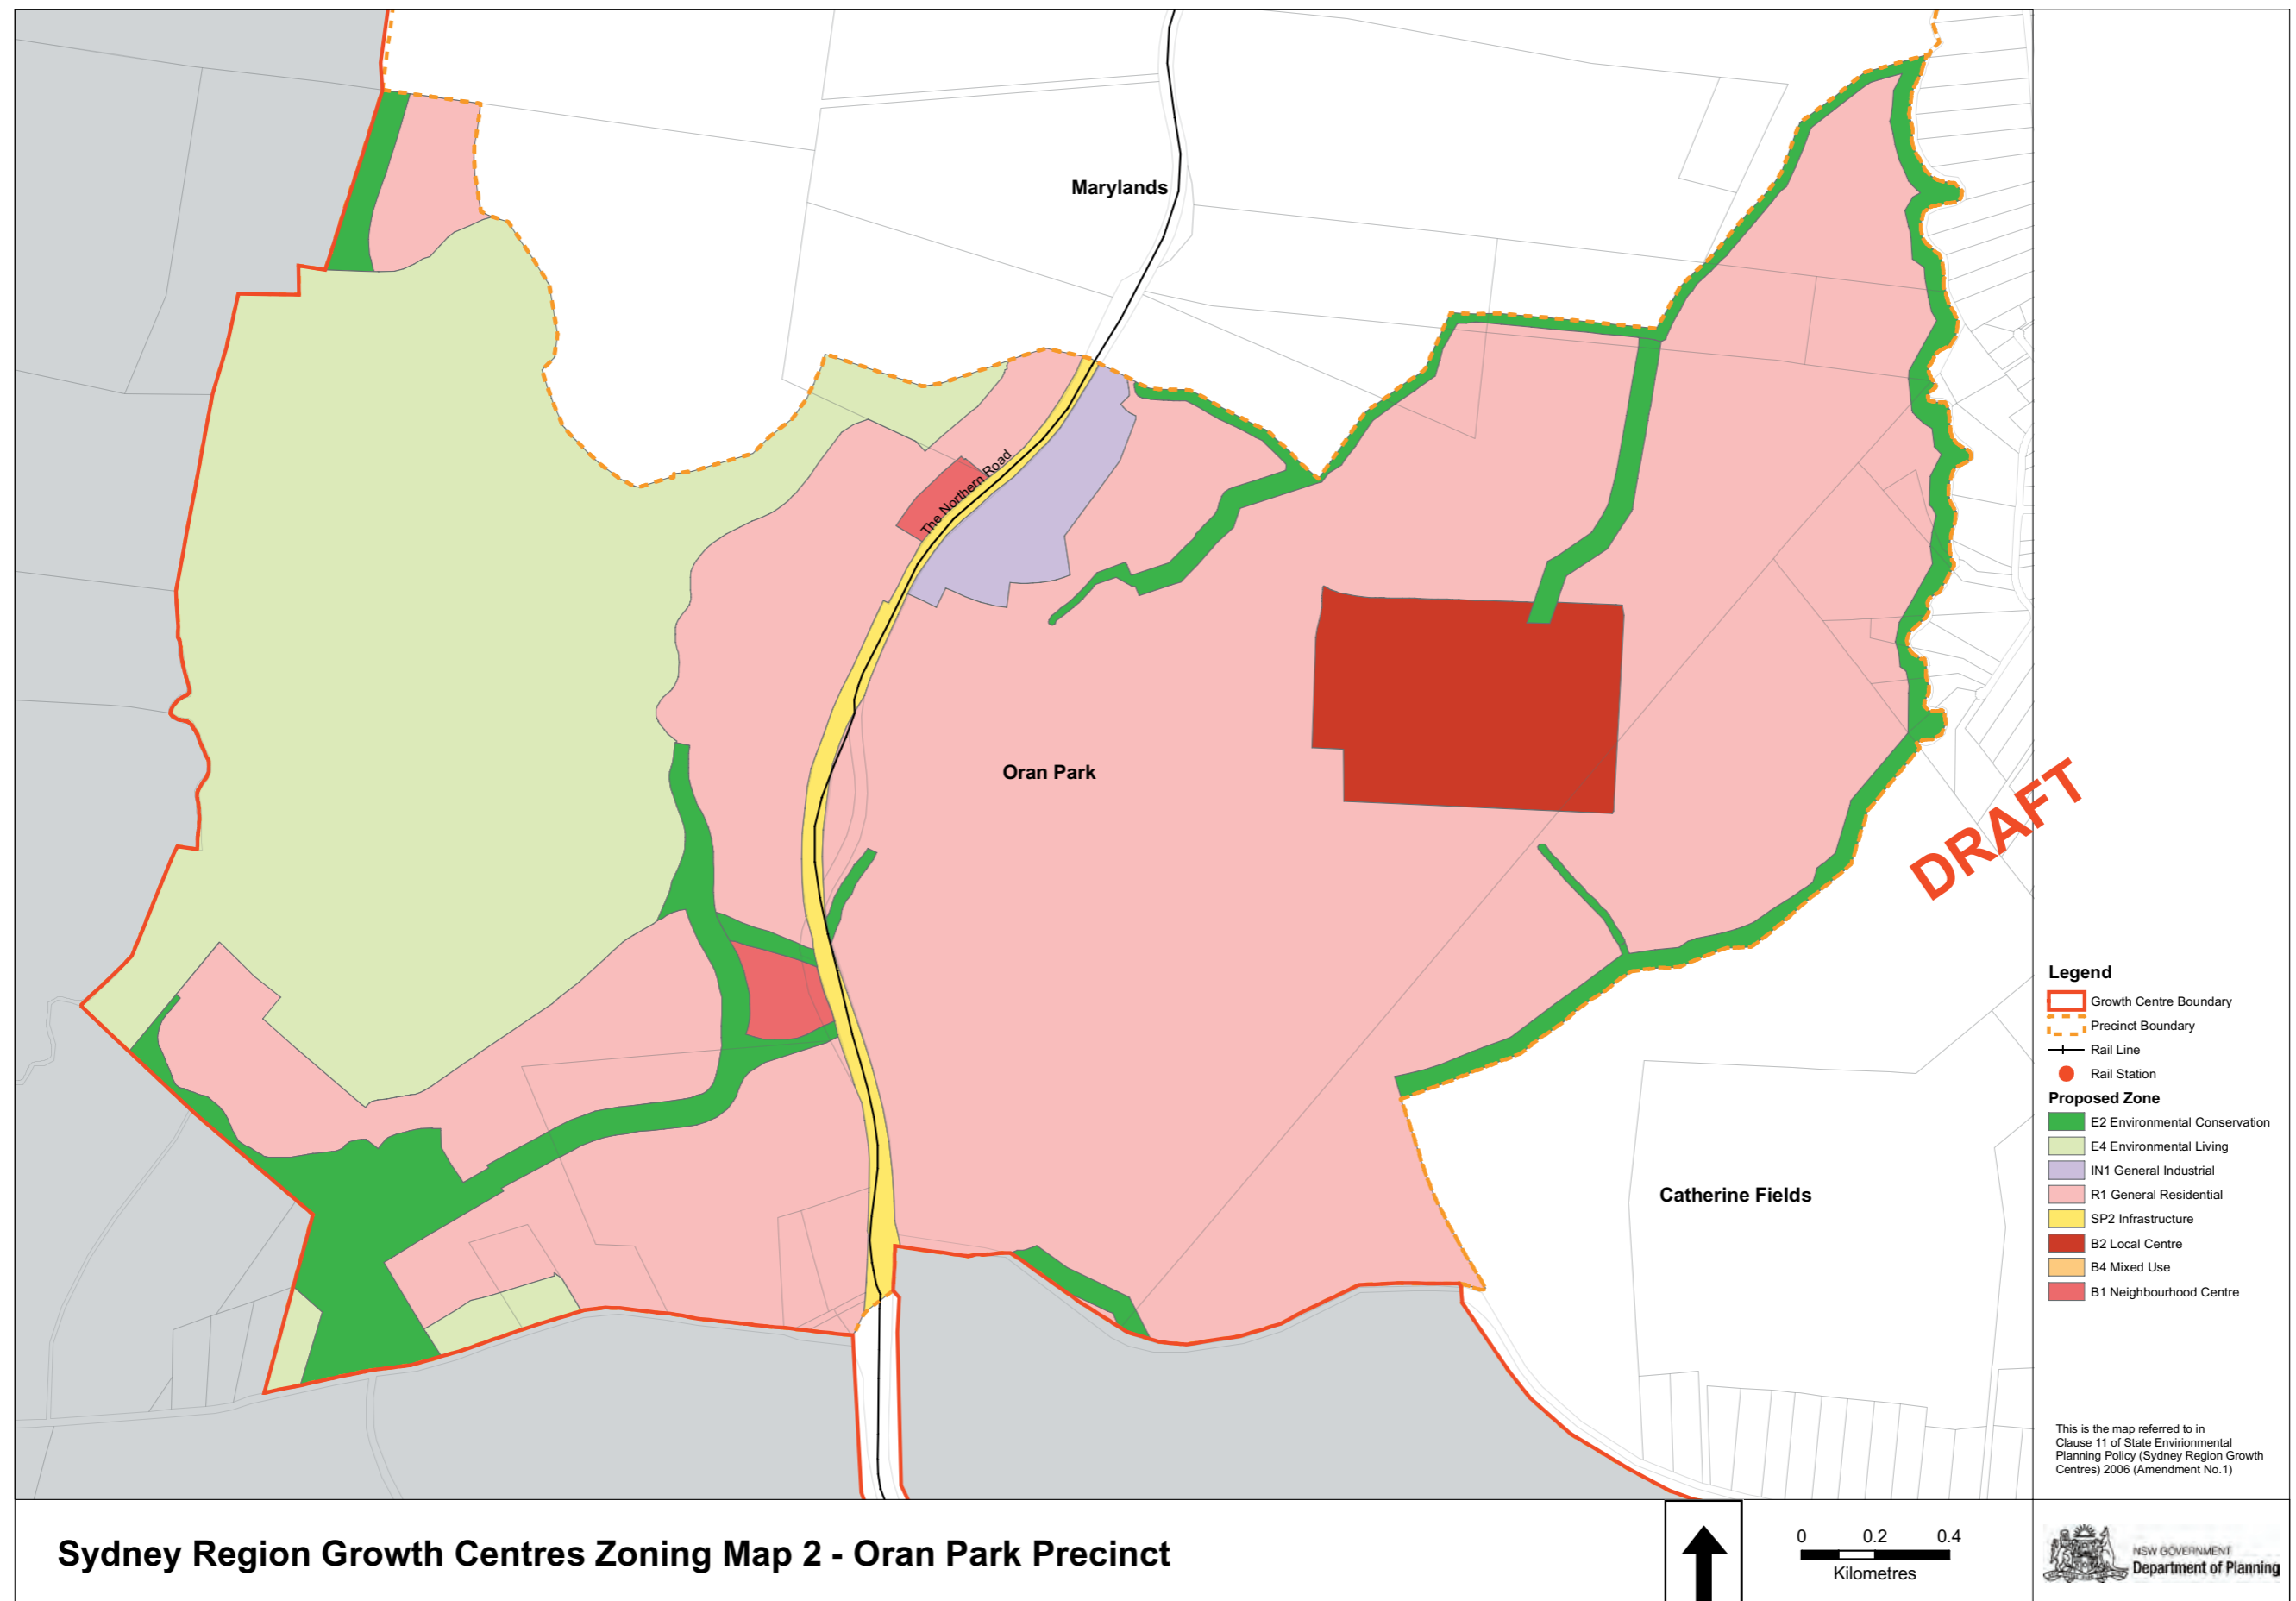 Marylands
The Northern Road
Oran Park
DRAFT
Catherine Fields
Legend
Growth Centre Boundary
Precinct Boundary
Rail Line
Rail Station
Proposed Zone
E2 Environmental Conservation
E4 Environmental Living
IN1 General Industrial
R1 General Residential
SP2 Infrastructure
B2 Local Centre
B4 Mixed Use
B1 Neighbourhood Centre
This is the map referred to in
Clause 11 of State Envirionmental
Planning Policy (Sydney Region Growth
Centres) 2006 (Amendment No.1)
Sydney Region Growth Centres Zoning Map 2 - Oran Park Precinct
0 0.2 0.4
Kilometres
NSW GOVERNMENT
Department of Planning